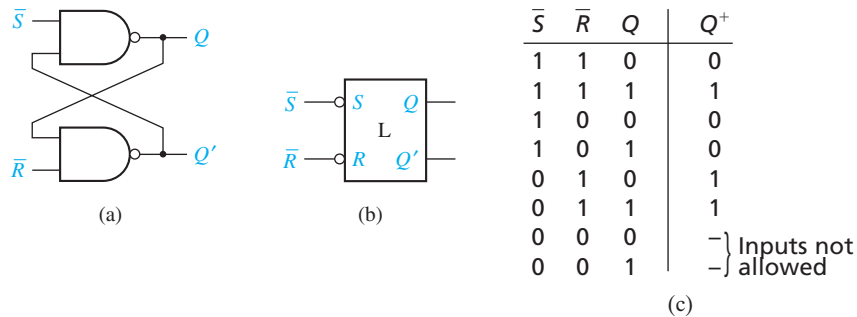 S̅
Q
R̅
Q'
(a)
S̅
S Q
L
R̅
R Q'
(b)
S̅ R̅ Q Q⁺
1 1 0 0
1 1 1 1
1 0 0 0
1 0 1 0
0 1 0 1
0 1 1 1
0 0 0 – } Inputs not
0 0 1 – } allowed
(c)